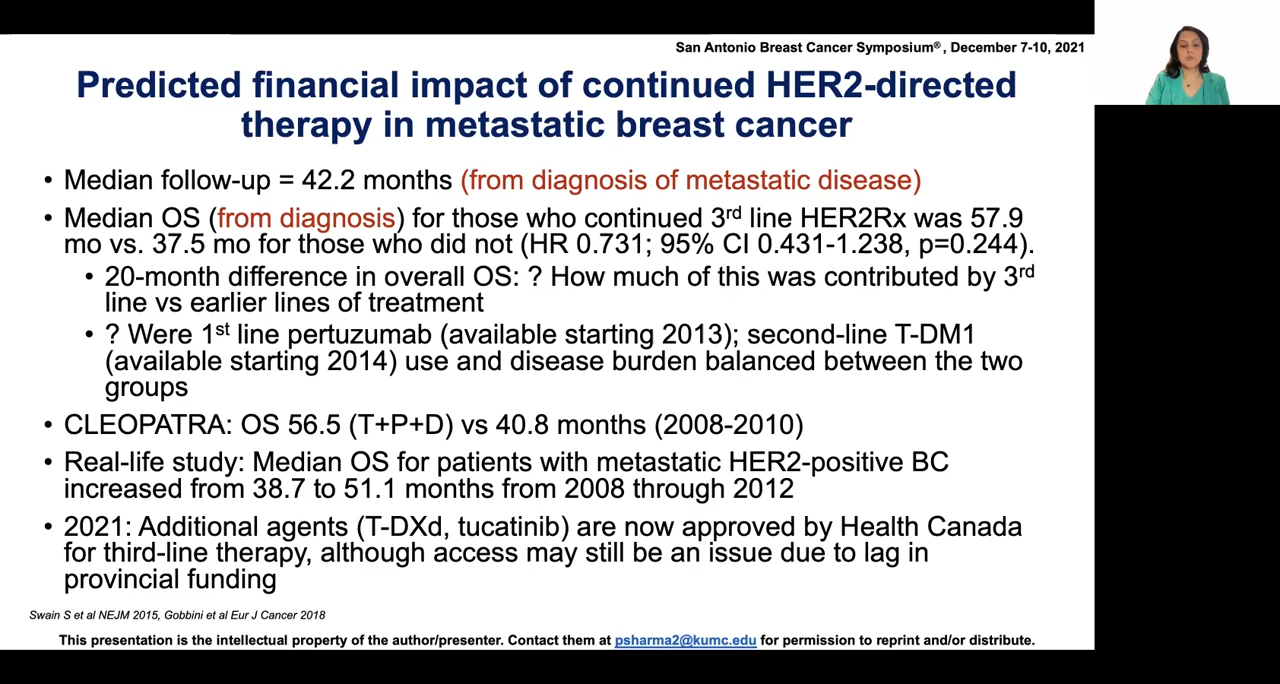 San Antonio Breast Cancer Symposium®, December 7-10, 2021
Predicted financial impact of continued HER2-directed
therapy in metastatic breast cancer
• Median follow-up = 42.2 months (from diagnosis of metastatic disease)
• Median OS (from diagnosis) for those who continued 3rd line HER2Rx was 57.9
mo vs. 37.5 mo for those who did not (HR 0.731; 95% CI 0.431-1.238, p=0.244).
• 20-month difference in overall OS: ? How much of this was contributed by 3rd
line vs earlier lines of treatment
• ? Were 1st line pertuzumab (available starting 2013); second-line T-DM1
(available starting 2014) use and disease burden balanced between the two
groups
• CLEOPATRA: OS 56.5 (T+P+D) vs 40.8 months (2008-2010)
• Real-life study: Median OS for patients with metastatic HER2-positive BC
increased from 38.7 to 51.1 months from 2008 through 2012
• 2021: Additional agents (T-DXd, tucatinib) are now approved by Health Canada
for third-line therapy, although access may still be an issue due to lag in
provincial funding
Swain S et al NEJM 2015, Gobbini et al Eur J Cancer 2018
This presentation is the intellectual property of the author/presenter. Contact them at psharma2@kumc.edu for permission to reprint and/or distribute.